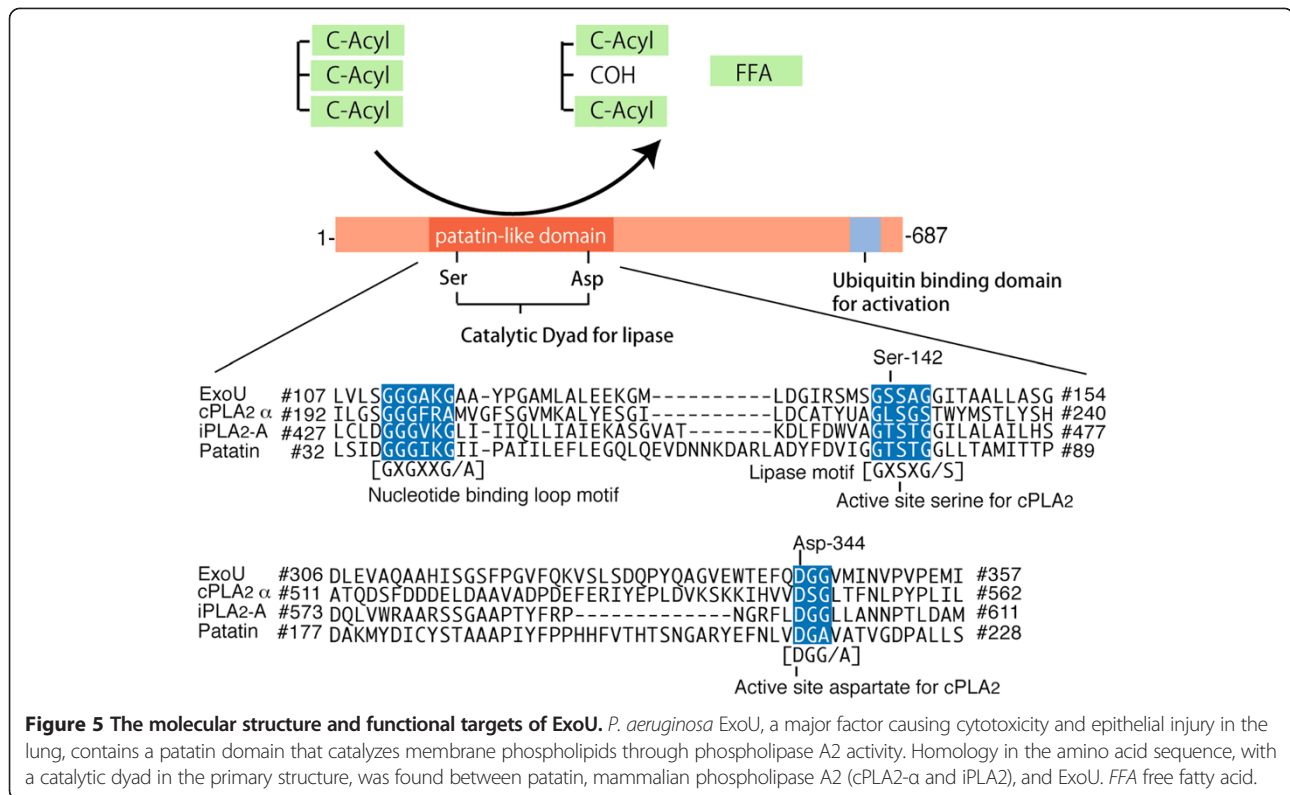 C-Acyl C-Acyl
C-Acyl COH FFA
C-Acyl C-Acyl
1- patatin-like domain -687
Ser Asp Ubiquitin binding domain
for activation
Catalytic Dyad for lipase
Ser-142
ExoU #107 LVLSGGGAKGAA-YPGAMLALEEKGM----------LDGIRSMSGSSAGGITAALLASG #154
cPLA2 α #192 ILGSGGGFRAMVGFSGVMKALYESGI----------LDCATYUAGLSGSTWYMSTLYSH #240
iPLA2-A #427 LCLDGGGVKGLI-IIQLLIAIEKASGVAT-------KDLFDWVAGTSTGGILALAILHS #477
Patatin #32 LSIDGGGIKGII-PAIILEFLEGQLQEVDNNKDARLADYFDVIGGTSTGGLLTAMITTP #89
[GXGXXG/A] Lipase motif [GXSXG/S]
Nucleotide binding loop motif Active site serine for cPLA2
Asp-344
ExoU #306 DLEVAQAAHISGSFPGVFQKVSLSDQPYQAGVEWTEFQDGGVMINVPVPEMI #357
cPLA2 α #511 ATQDSFDDDELDAAVADPDEFERIYEPLDVKSKKIHVVDSGLTFNLPYPLIL #562
iPLA2-A #573 DQLVWRAARSSGAAPTYFRP-------------NGRFLDGGLLANNPTLDAM #611
Patatin #177 DAKMYDICYSTAAAPIYFPPHHFVTHTSNGARYEFNLVDGAVATVGDPALLS #228
[DGG/A]
Active site aspartate for cPLA2
Figure 5 The molecular structure and functional targets of ExoU. P. aeruginosa ExoU, a major factor causing cytotoxicity and epithelial injury in the
lung, contains a patatin domain that catalyzes membrane phospholipids through phospholipase A2 activity. Homology in the amino acid sequence, with
a catalytic dyad in the primary structure, was found between patatin, mammalian phospholipase A2 (cPLA2-α and iPLA2), and ExoU. FFA free fatty acid.